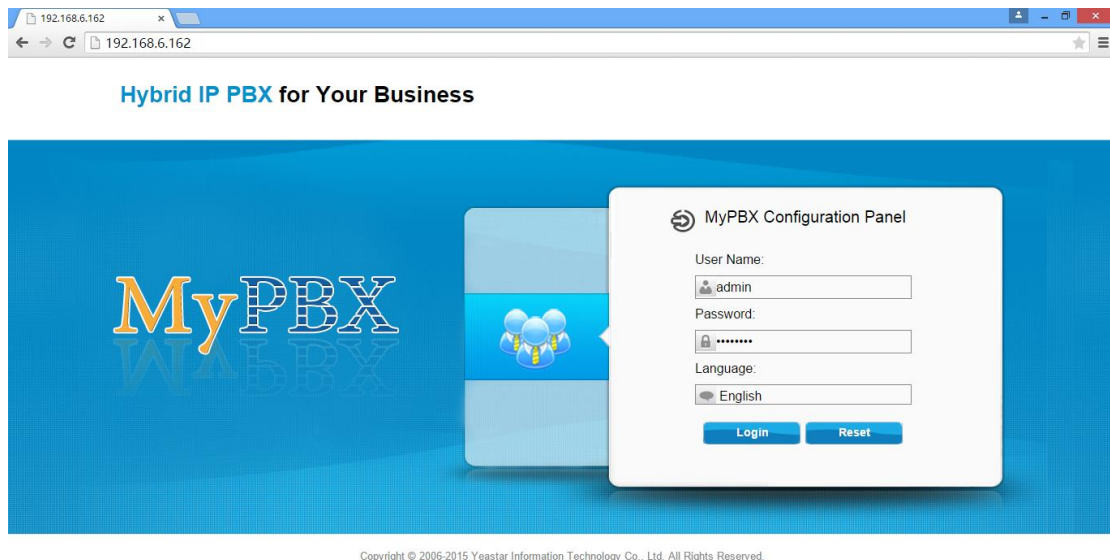 192.168.6.162
192.168.6.162
Hybrid IP PBX for Your Business
MyPBX
MyPBX Configuration Panel
User Name:
admin
Password:
••••••••
Language:
English
Login Reset
Copyright © 2006-2015 Yeastar Information Technology Co., Ltd. All Rights Reserved.